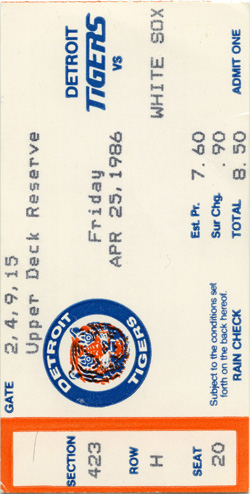 DETROIT
TIGERS
VS
WHITE SOX
Friday
APR 25, 1986
Est. Pr. 7.60
Sur Chg. .90
TOTAL 8.50
ADMIT ONE
GATE 2,4,9,15
Upper Deck Reserve
DETROIT
TIGERS
Subject to the conditions set
forth on the back hereof.
RAIN CHECK
SECTION 423
ROW H
SEAT 20